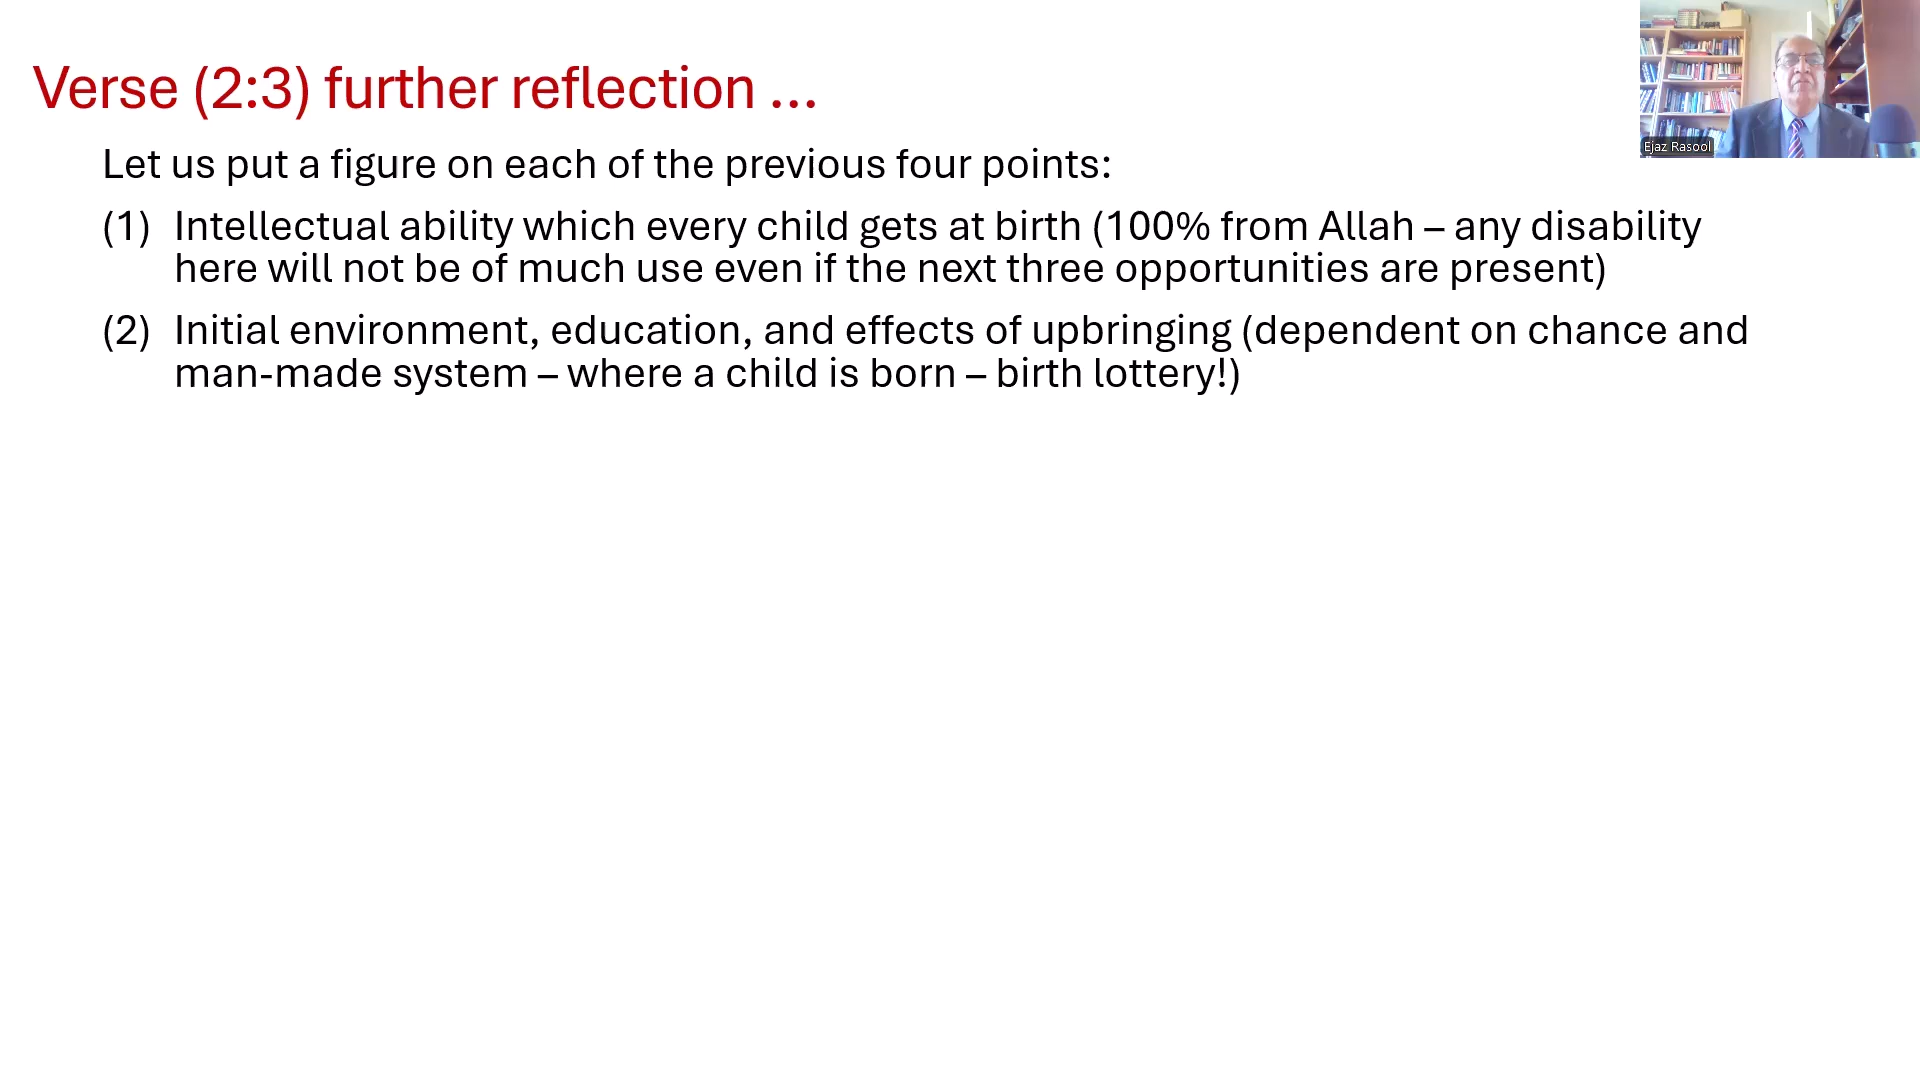 Verse (2:3) further reflection …
Ejaz Rasool
Let us put a figure on each of the previous four points:
(1) Intellectual ability which every child gets at birth (100% from Allah – any disability
here will not be of much use even if the next three opportunities are present)
(2) Initial environment, education, and effects of upbringing (dependent on chance and
man-made system – where a child is born – birth lottery!)